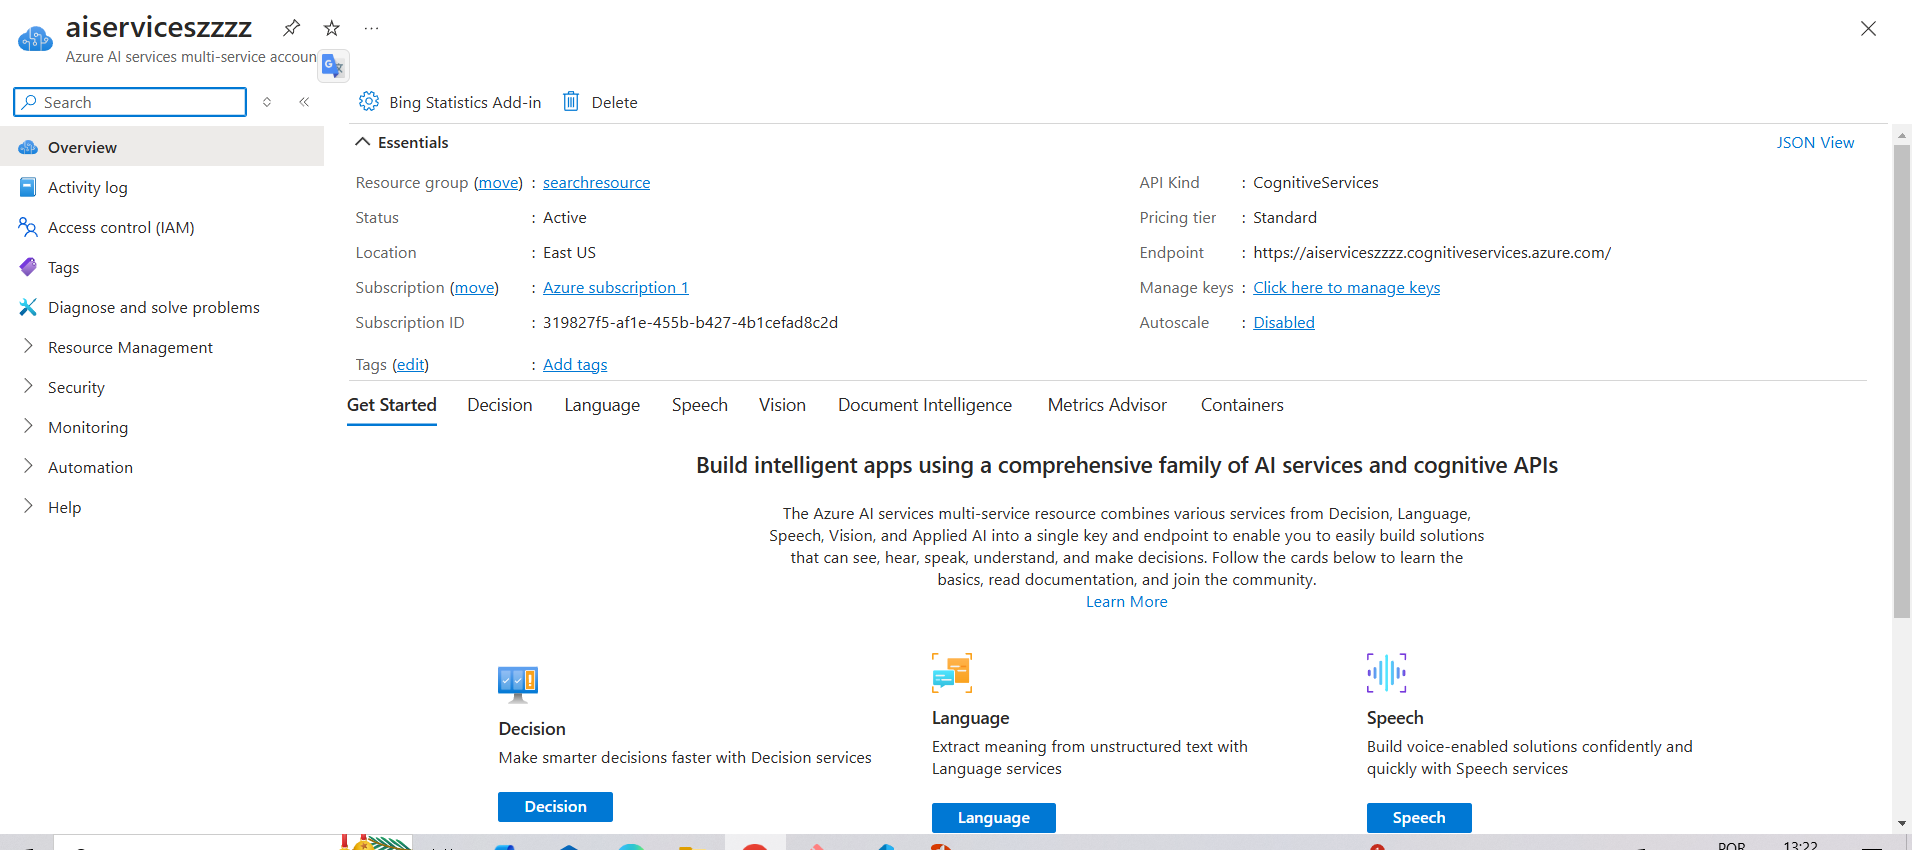 aiserviceszzzz
Azure AI services multi-service accoun
Search
Bing Statistics Add-in
Delete
Overview
Activity log
Access control (IAM)
Tags
Diagnose and solve problems
Resource Management
Security
Monitoring
Automation
Help
Essentials
JSON View
Resource group (move) : searchresource
Status : Active
Location : East US
Subscription (move) : Azure subscription 1
Subscription ID : 319827f5-af1e-455b-b427-4b1cefad8c2d
Tags (edit) : Add tags
API Kind : CognitiveServices
Pricing tier : Standard
Endpoint : https://aiserviceszzzz.cognitiveservices.azure.com/
Manage keys : Click here to manage keys
Autoscale : Disabled
Get Started Decision Language Speech Vision Document Intelligence Metrics Advisor Containers
Build intelligent apps using a comprehensive family of AI services and cognitive APIs
The Azure AI services multi-service resource combines various services from Decision, Language,
Speech, Vision, and Applied AI into a single key and endpoint to enable you to easily build solutions
that can see, hear, speak, understand, and make decisions. Follow the cards below to learn the
basics, read documentation, and join the community.
Learn More
Decision
Make smarter decisions faster with Decision services
Decision
Language
Extract meaning from unstructured text with
Language services
Language
Speech
Build voice-enabled solutions confidently and
quickly with Speech services
Speech
POR
13:22